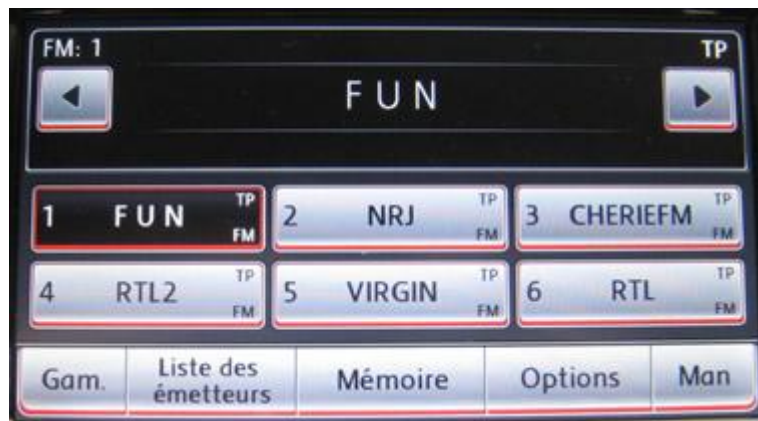 FM: 1 TP
FUN
1 FUN TP FM
2 NRJ TP FM
3 CHERIEFM TP FM
4 RTL2 TP FM
5 VIRGIN TP FM
6 RTL TP FM
Gam.
Liste des
émetteurs
Mémoire
Options
Man